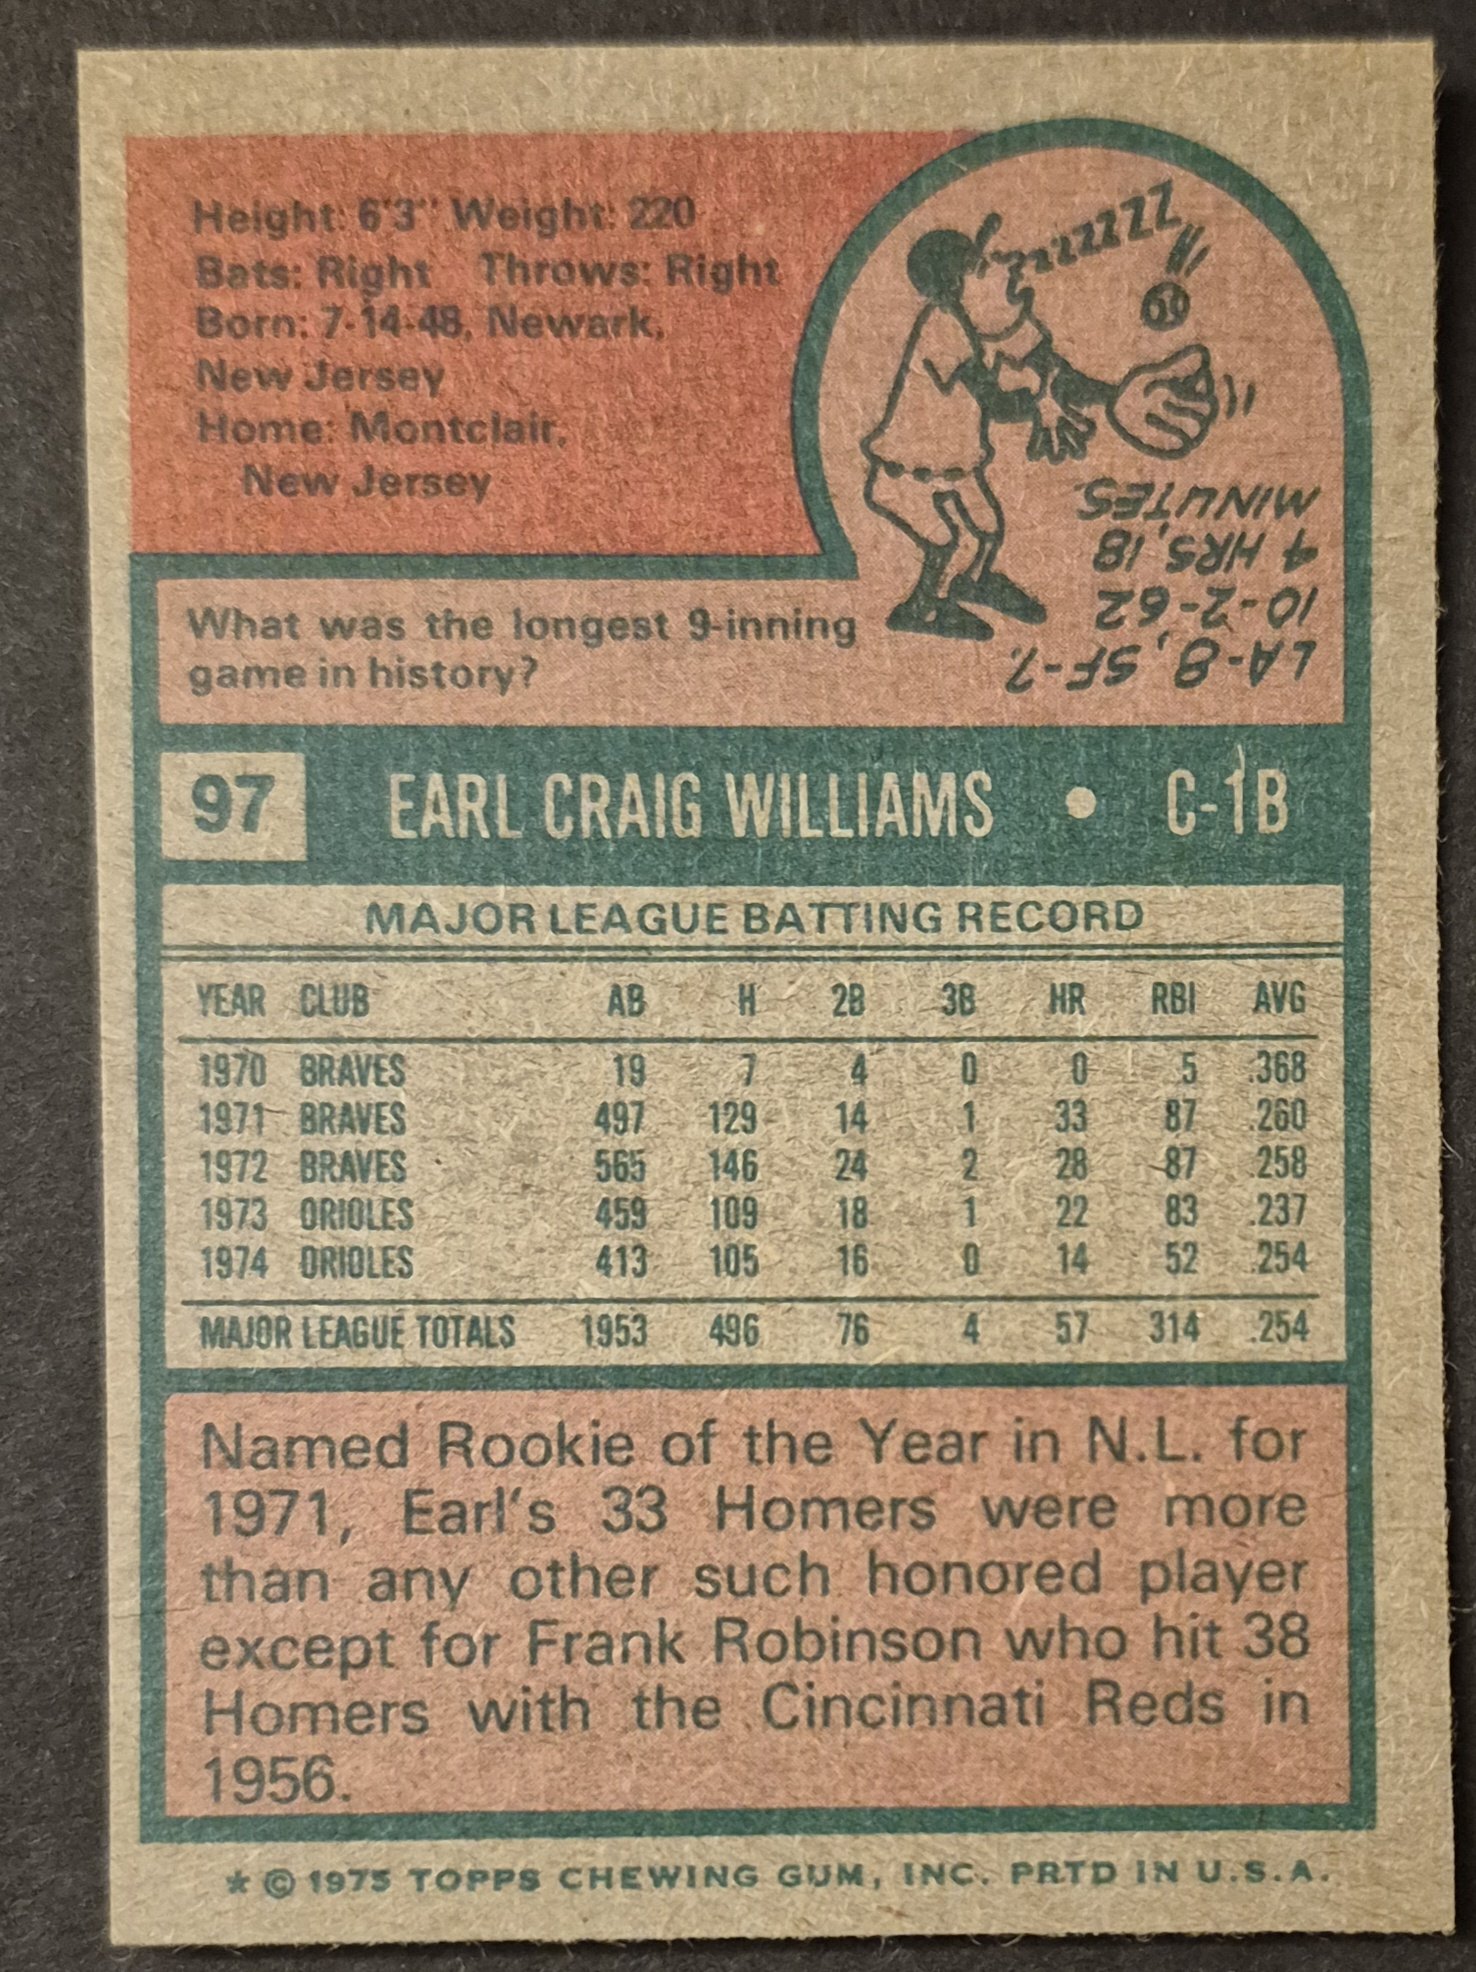 Height: 6'3" Weight: 220
Bats: Right Throws: Right
Born: 7-14-48, Newark,
New Jersey
Home: Montclair,
New Jersey
zzzzzzZZZ
What was the longest 9-inning
game in history?
LA-8, SF-7.
10-2-62
4 HRS, 18
MINUTES.
97 EARL CRAIG WILLIAMS • C-1B
MAJOR LEAGUE BATTING RECORD
YEAR CLUB AB H 2B 3B HR RBI AVG
1970 BRAVES 19 7 4 0 0 5 .368
1971 BRAVES 497 129 14 1 33 87 .260
1972 BRAVES 565 146 24 2 28 87 .258
1973 ORIOLES 459 109 18 1 22 83 .237
1974 ORIOLES 413 105 16 0 14 52 .254
MAJOR LEAGUE TOTALS 1953 496 76 4 57 314 .254
Named Rookie of the Year in N.L. for
1971, Earl's 33 Homers were more
than any other such honored player
except for Frank Robinson who hit 38
Homers with the Cincinnati Reds in
1956.
* © 1975 TOPPS CHEWING GUM, INC. PRTD IN U.S.A.